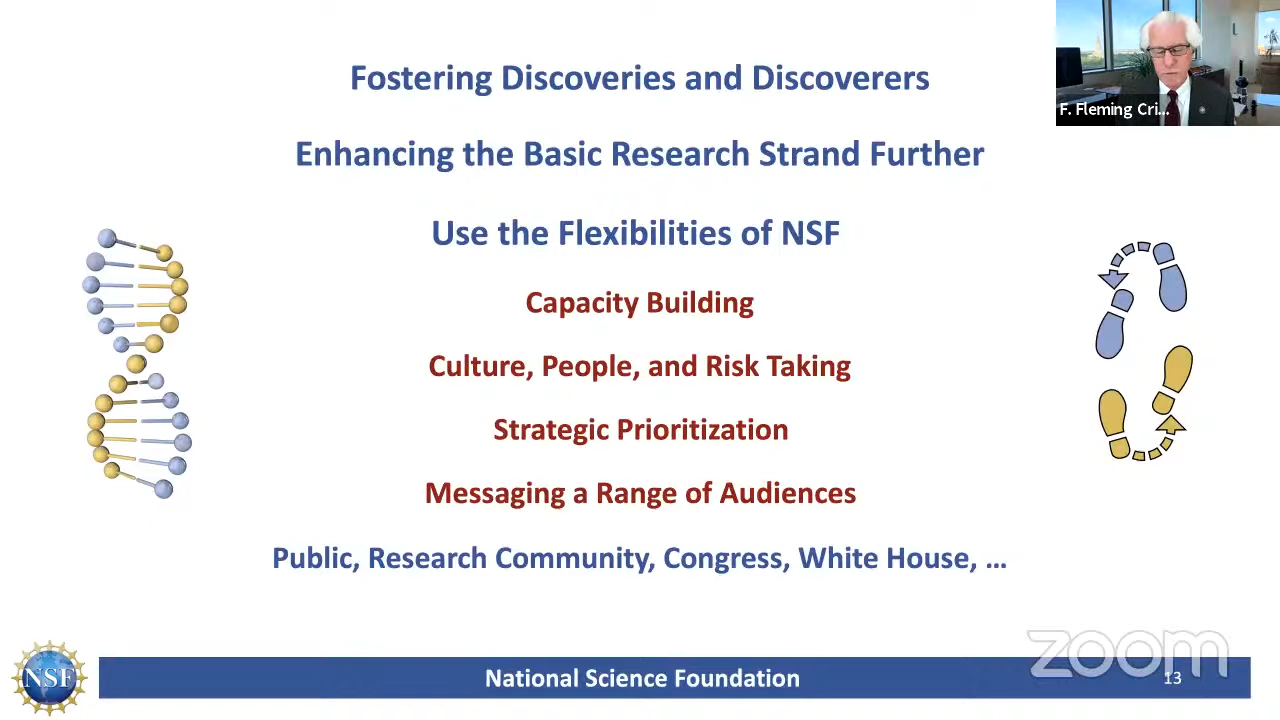 Fostering Discoveries and Discoverers
F. Fleming Cri...
Enhancing the Basic Research Strand Further
Use the Flexibilities of NSF
Capacity Building
Culture, People, and Risk Taking
Strategic Prioritization
Messaging a Range of Audiences
Public, Research Community, Congress, White House, …
zoom
NSF
National Science Foundation
13